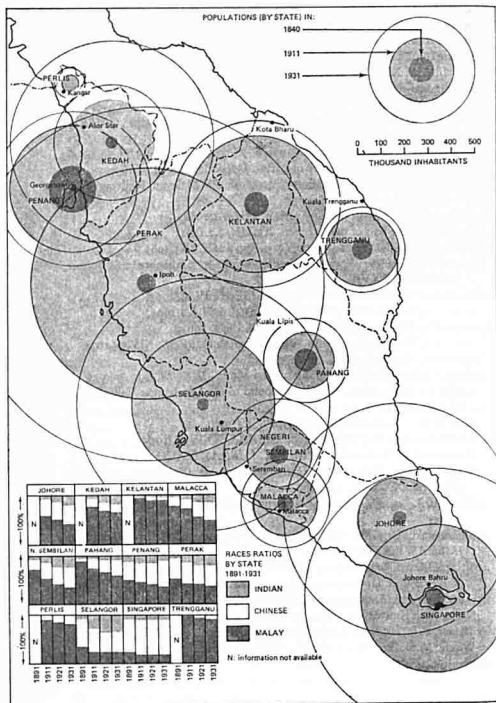 POPULATIONS (BY STATE) IN:
1840
1911
1931
0 100 200 300 400 500
THOUSAND INHABITANTS
PERLIS
Kangar
Alor Star
KEDAH
Georgetown
PENANG
Kota Bharu
KELANTAN
Kuala Trengganu
TRENGGANU
PERAK
Ipoh
Kuala Lipis
PAHANG
SELANGOR
Kuala Lumpur
NEGERI
SEMBILAN
Seremban
MALACCA
Malacca
JOHORE
Johore Bahru
SINGAPORE
JOHORE KEDAH KELANTAN MALACCA
100%
N N N
N. SEMBILAN PAHANG PENANG PERAK
100%
PERLIS SELANGOR SINGAPORE TRENGGANU
100%
N N
1891 1911 1921 1931 1891 1911 1921 1931 1891 1911 1921 1931 1891 1911 1921 1931
RACES RATIOS
BY STATE
1891-1931
INDIAN
CHINESE
MALAY
N: information not available